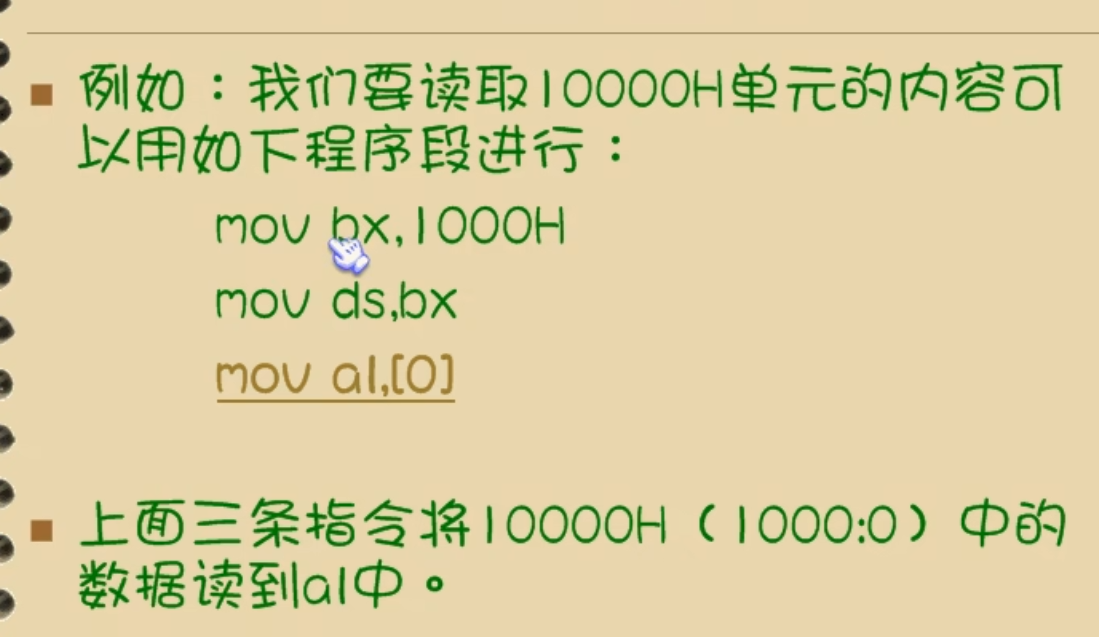 例如：我们要读取10000H单元的内容可
以用如下程序段进行：
mov bx,1000H
mov ds,bx
mov al,[0]
上面三条指令将10000H（1000:0）中的
数据读到al中。